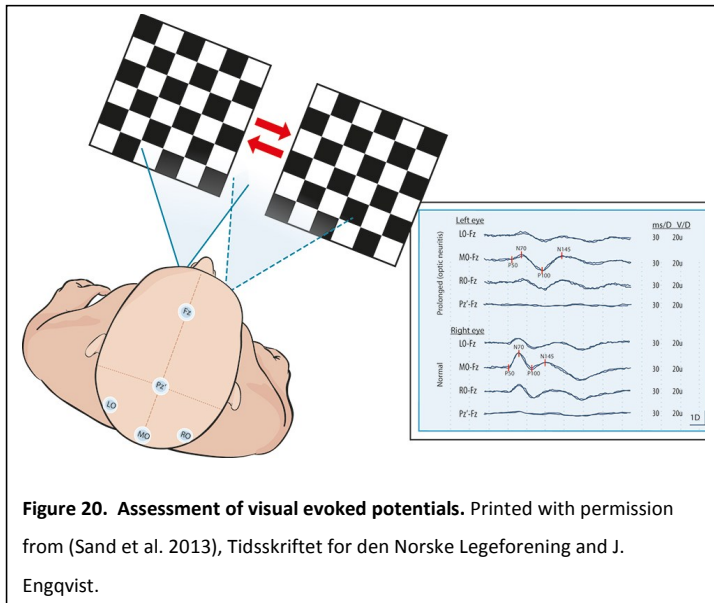 Left eye
ms/D V/D
Prolonged (optic neuritis)
LO-Fz 30 20u
N70 N145
MO-Fz 30 20u
P50 P100
RO-Fz 30 20u
Pz'-Fz 30 20u
Right eye
Normal
LO-Fz 30 20u
N70 N145
MO-Fz 30 20u
P50 P100
RO-Fz 30 20u
Pz'-Fz 30 20u
1D
Fz
Pz'
LO
MO
RO
Figure 20. Assessment of visual evoked potentials. Printed with permission
from (Sand et al. 2013), Tidsskriftet for den Norske Legeforening and J.
Engqvist.